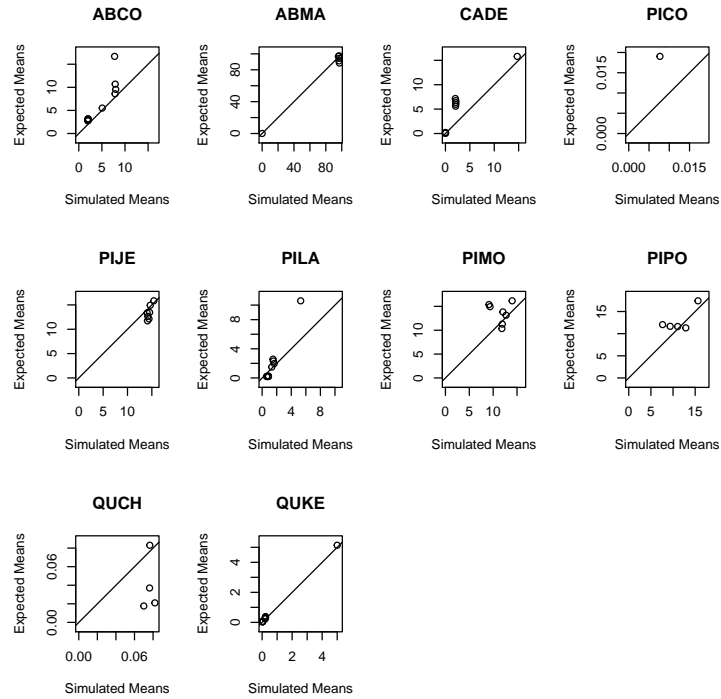 ABCO
Expected Means
0
5
10
0
5
10
Simulated Means
ABMA
Expected Means
0
40
80
0
40
80
Simulated Means
CADE
Expected Means
0
5
10
0
5
10
Simulated Means
PICO
Expected Means
0.000
0.015
0.000
0.015
Simulated Means
PIJE
Expected Means
0
5
10
0
5
10
Simulated Means
PILA
Expected Means
0
4
8
0
4
8
Simulated Means
PIMO
Expected Means
0
5
10
0
5
10
Simulated Means
PIPO
Expected Means
0
5
15
0
5
15
Simulated Means
QUCH
Expected Means
0.00
0.06
0.00
0.06
Simulated Means
QUKE
Expected Means
0
2
4
0
2
4
Simulated Means